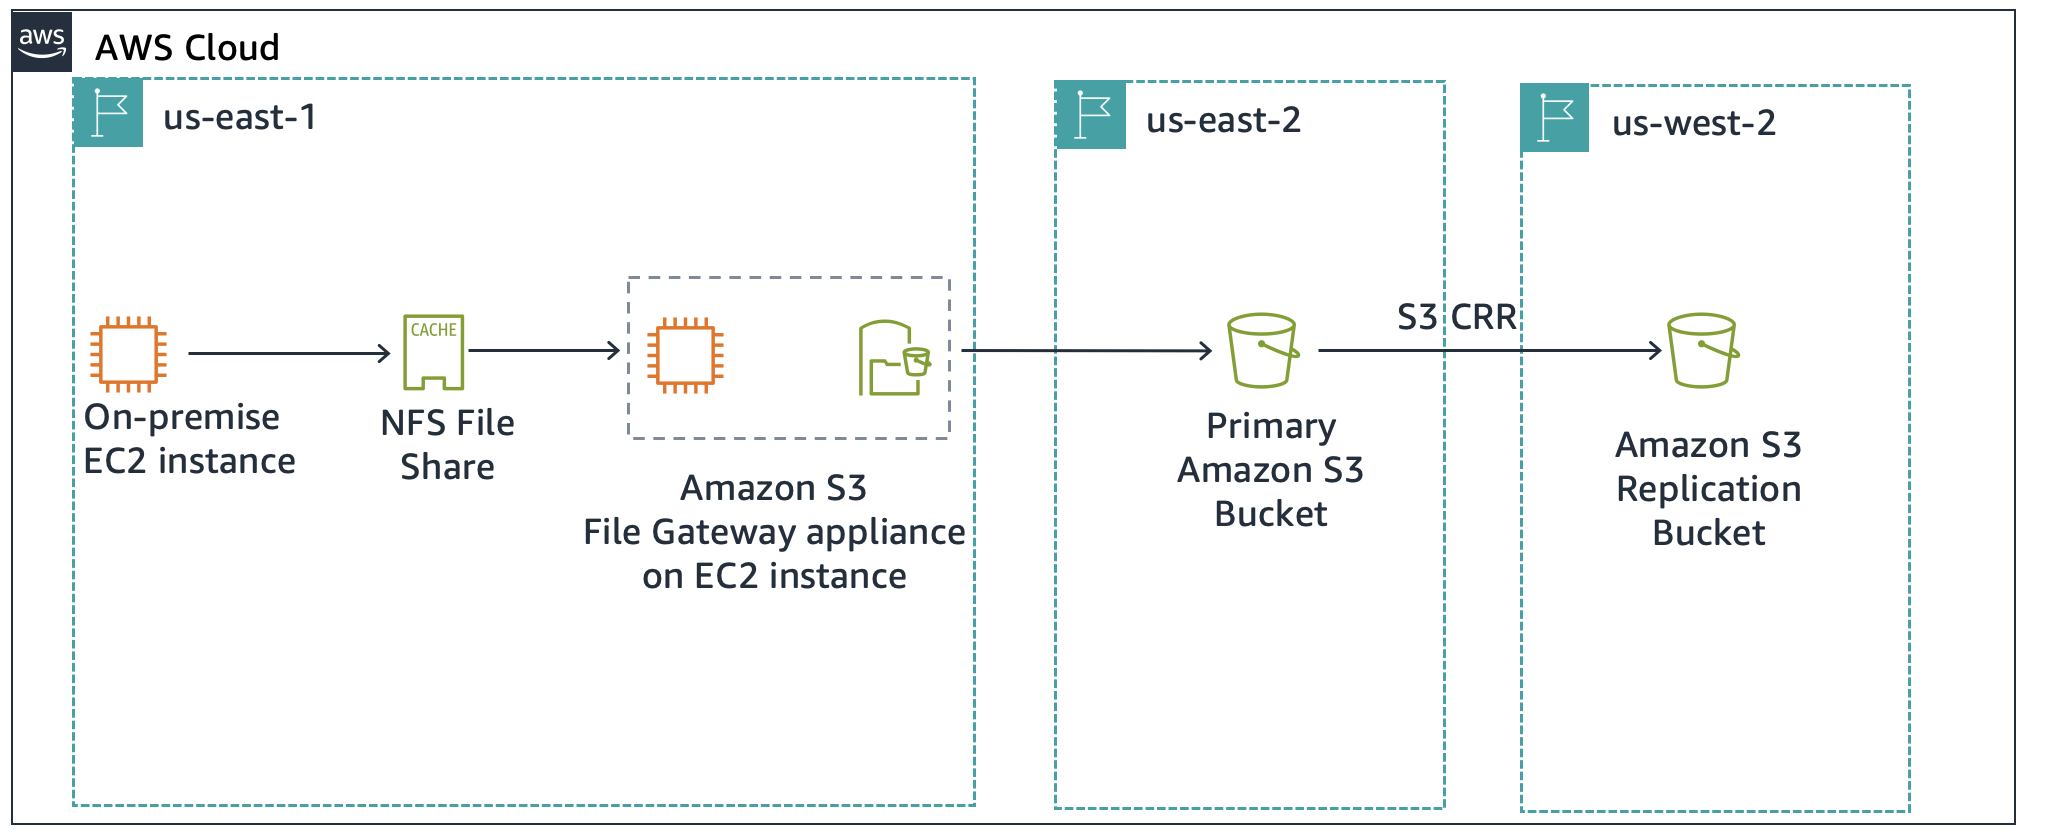 aws
AWS Cloud
us-east-1
us-east-2
us-west-2
CACHE
S3 CRR
On-premise
EC2 instance
NFS File
Share
Amazon S3
File Gateway appliance
on EC2 instance
Primary
Amazon S3
Bucket
Amazon S3
Replication
Bucket